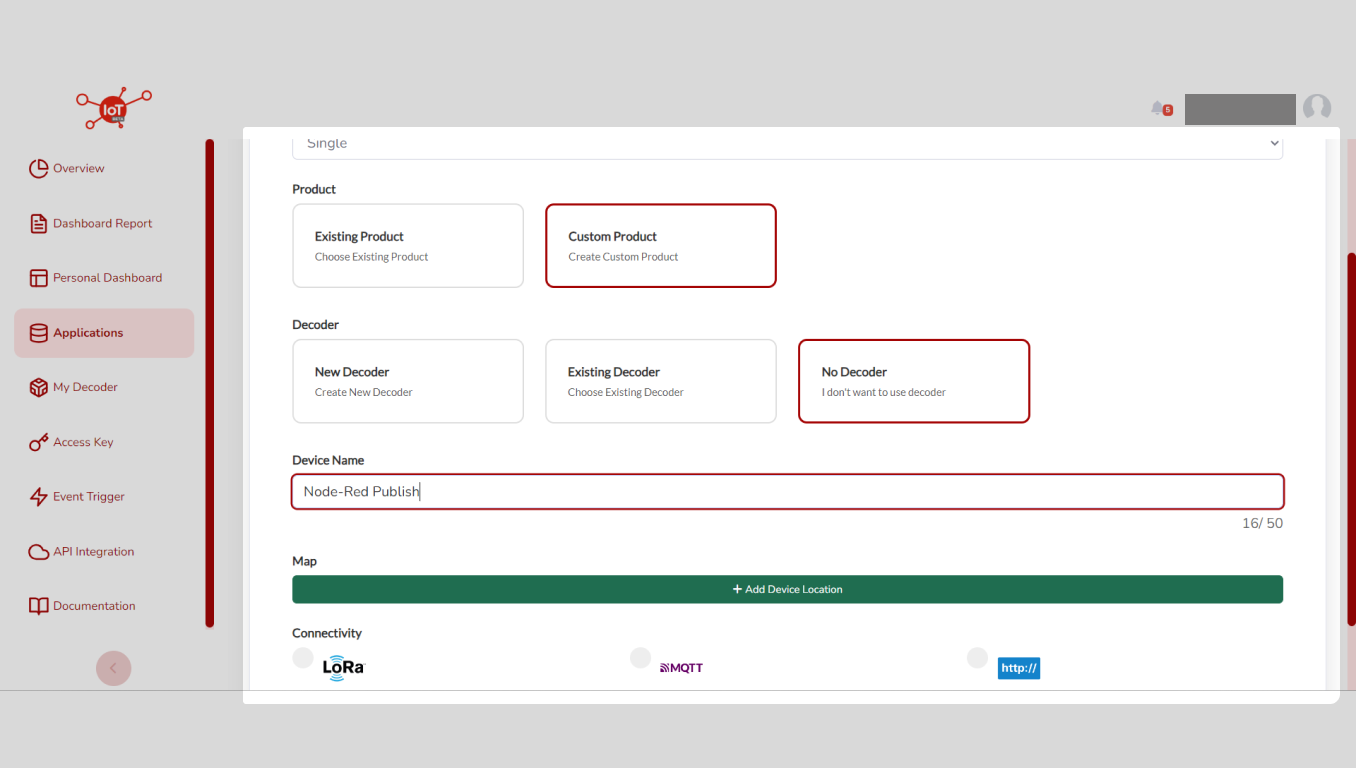 IoT
BETA
5
Overview
Dashboard Report
Personal Dashboard
Applications
My Decoder
Access Key
Event Trigger
API Integration
Documentation
Single
Product
Existing Product
Choose Existing Product
Custom Product
Create Custom Product
Decoder
New Decoder
Create New Decoder
Existing Decoder
Choose Existing Decoder
No Decoder
I don't want to use decoder
Device Name
Node-Red Publish
16/ 50
Map
+ Add Device Location
Connectivity
LoRa
MQTT
http://